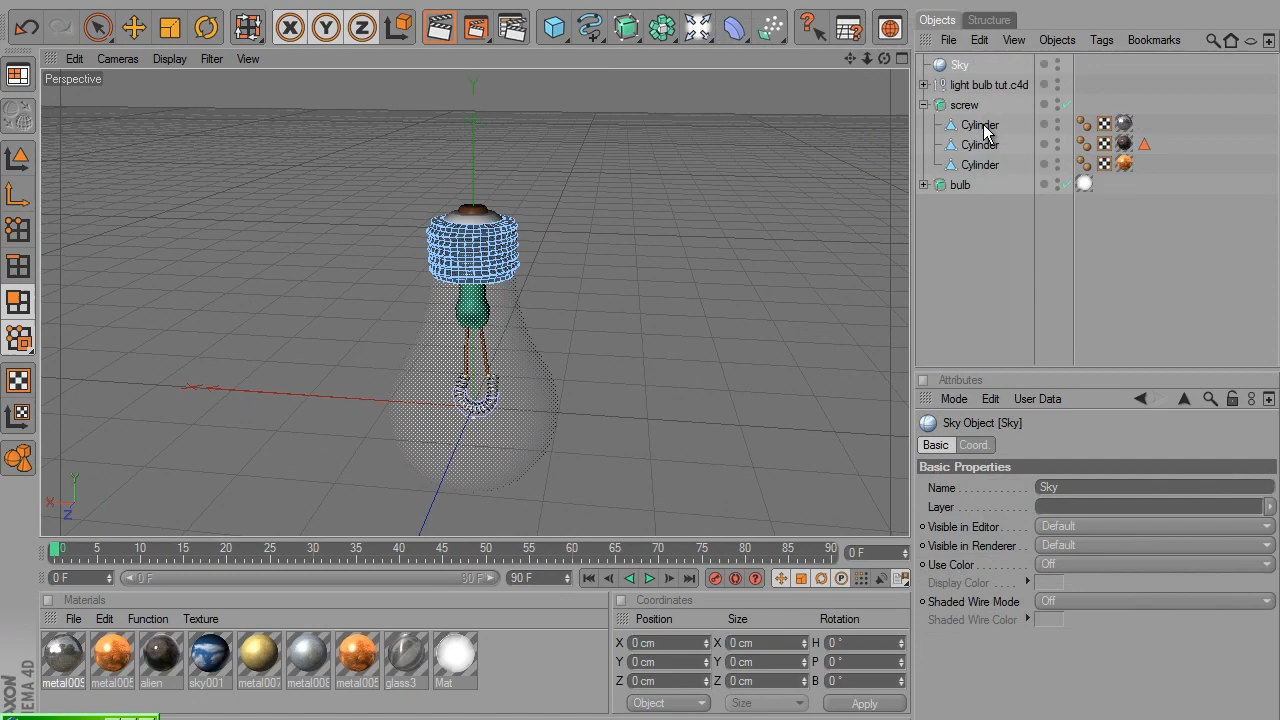 Objects Structure
File Edit View Objects Tags Bookmarks
Edit Cameras Display Filter View
Perspective
Y
X
Y
Z
Sky
light bulb tut.c4d
screw
Cylinder
Cylinder
Cylinder
bulb
Attributes
Mode Edit User Data
Sky Object [Sky]
Basic Coord.
Basic Properties
Name Sky
Layer
Visible in Editor Default
Visible in Renderer Default
Use Color Off
Display Color
Shaded Wire Mode Off
Shaded Wire Color
0 5 10 15 20 25 30 35 40 45 50 55 60 65 70 75 80 85 90 0 F
0 F 0 F 90 F
Materials
File Edit Function Texture
metal009 alien sky001 metal007 metal008 glass3 Mat
Coordinates
Position Size Rotation
X 0 cm X 0 cm H 0 °
Y 0 cm Y 0 cm P 0 °
Z 0 cm Z 0 cm B 0 °
Object Size Apply
CINEMA 4D